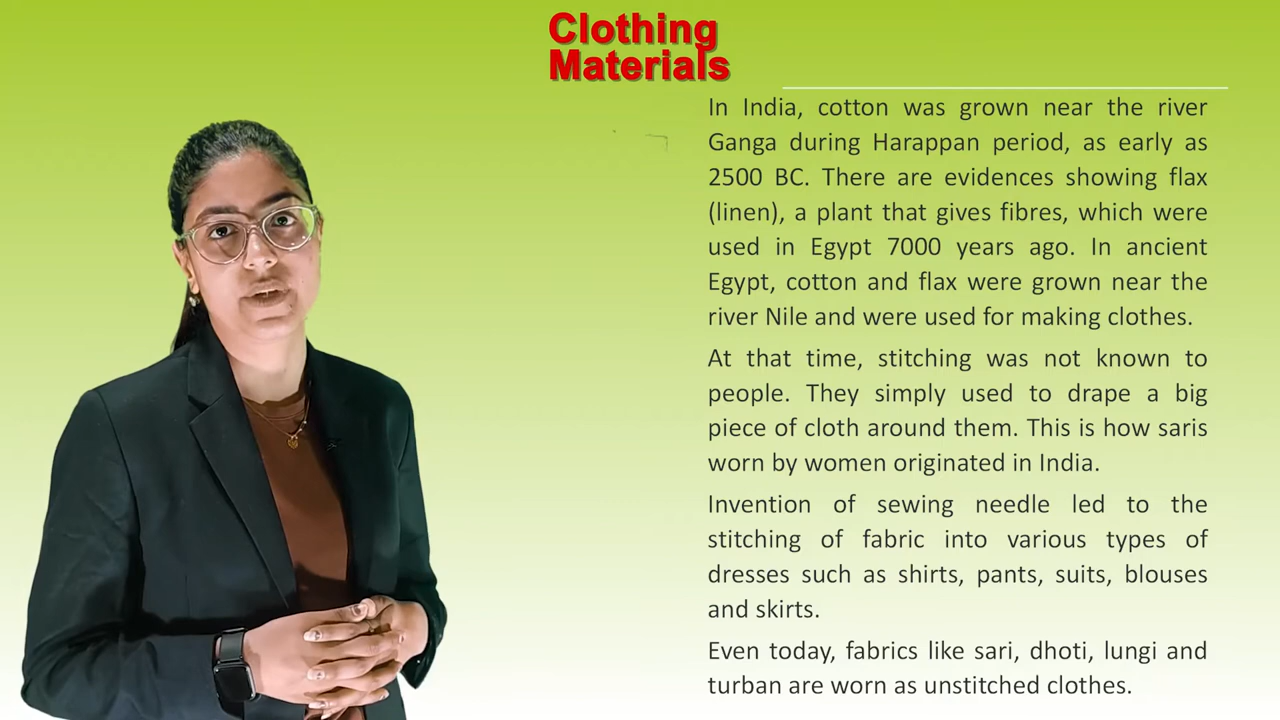 Clothing
Materials
In India, cotton was grown near the river
Ganga during Harappan period, as early as
2500 BC. There are evidences showing flax
(linen), a plant that gives fibres, which were
used in Egypt 7000 years ago. In ancient
Egypt, cotton and flax were grown near the
river Nile and were used for making clothes.
At that time, stitching was not known to
people. They simply used to drape a big
piece of cloth around them. This is how saris
worn by women originated in India.
Invention of sewing needle led to the
stitching of fabric into various types of
dresses such as shirts, pants, suits, blouses
and skirts.
Even today, fabrics like sari, dhoti, lungi and
turban are worn as unstitched clothes.